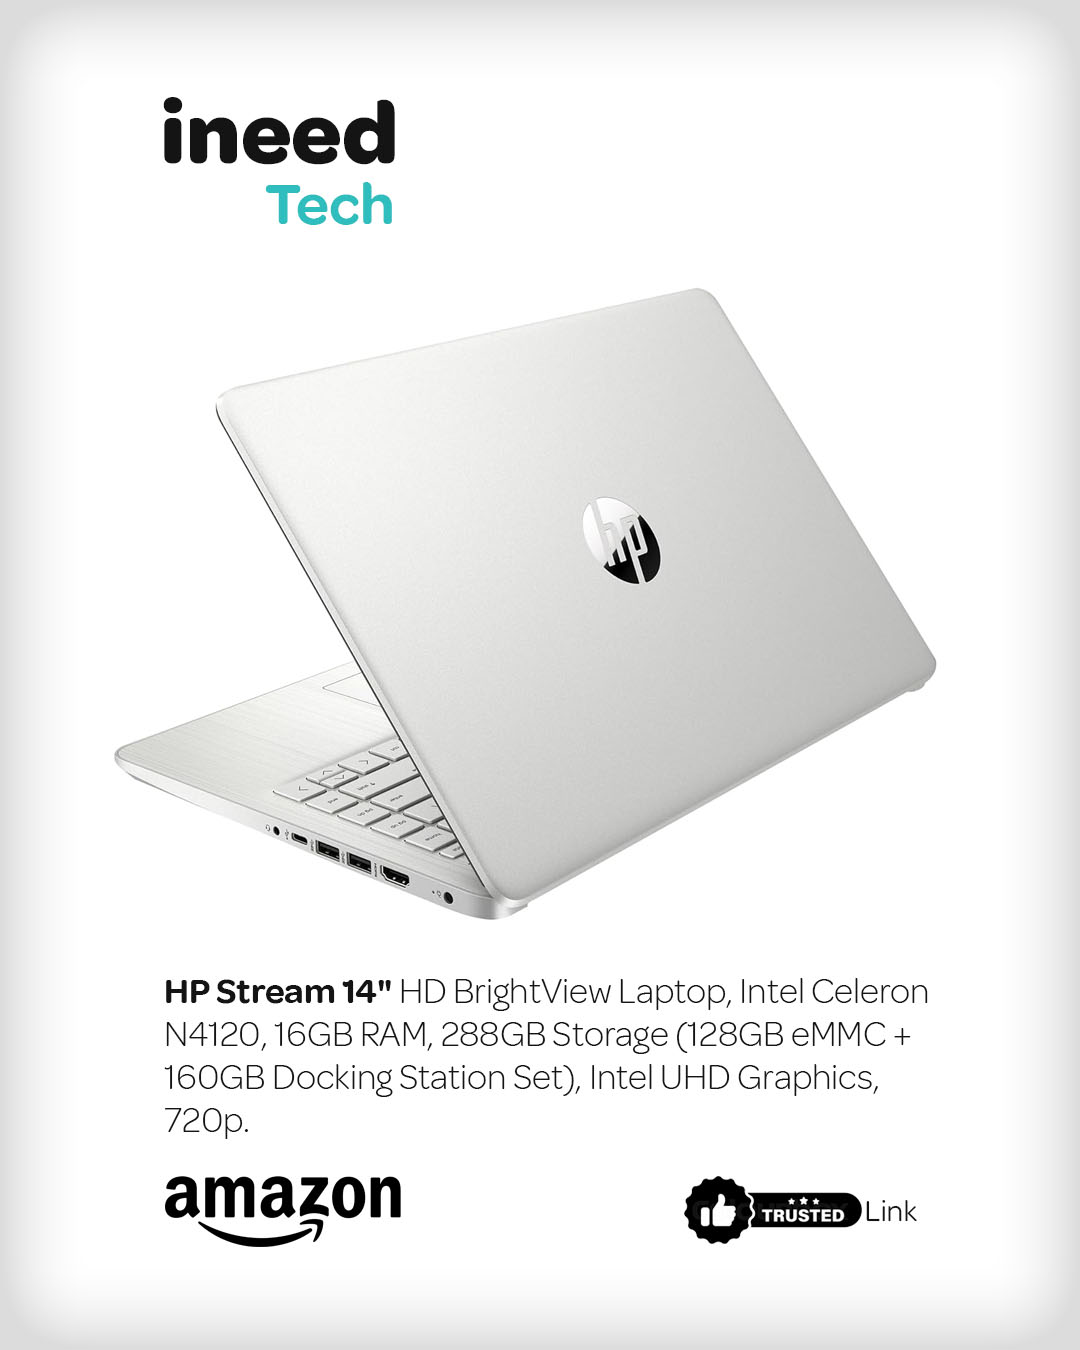 ineed
Tech
hp
HP Stream 14" HD BrightView Laptop, Intel Celeron
N4120, 16GB RAM, 288GB Storage (128GB eMMC +
160GB Docking Station Set), Intel UHD Graphics,
720p.
amazon
TRUSTED Link